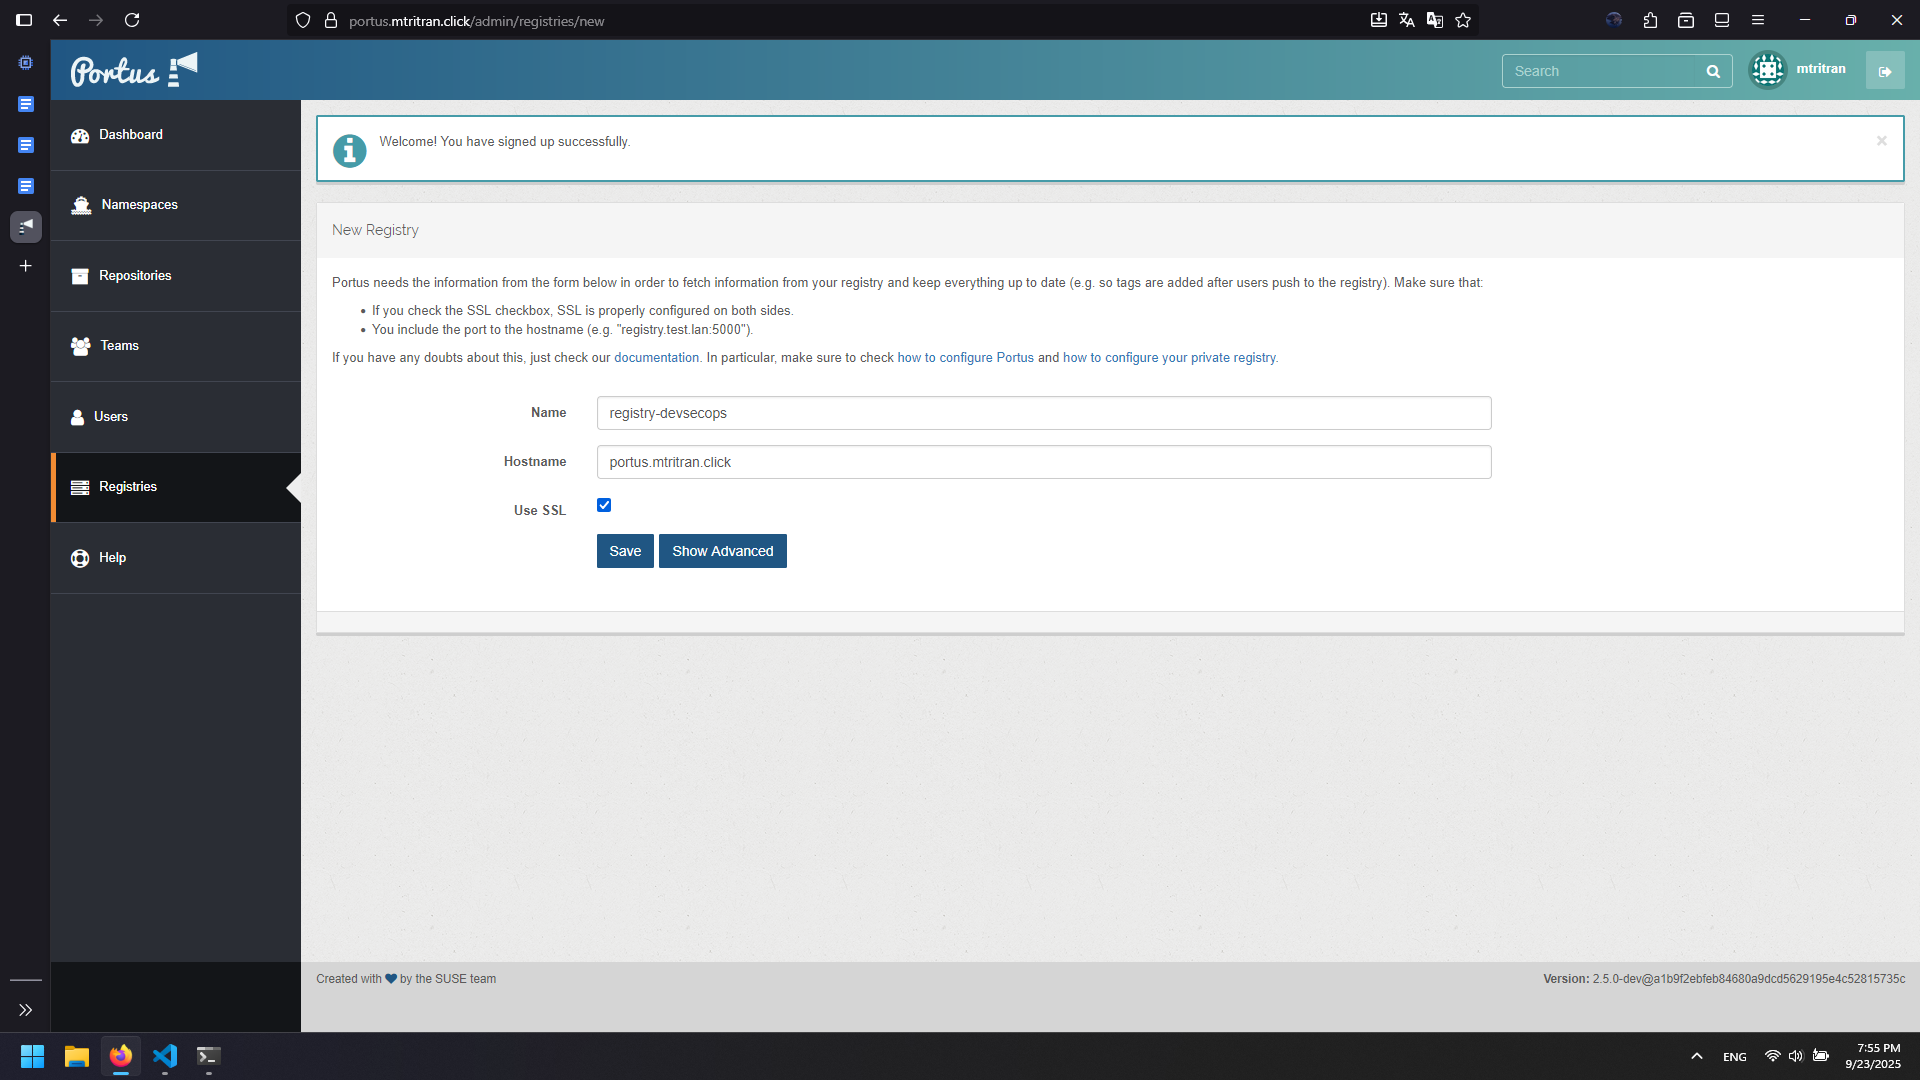 portus.mtritran.click/admin/registries/new
Portus
Search
mtritran
Dashboard
Namespaces
Repositories
Teams
Users
Registries
Help
Welcome! You have signed up successfully.
×
New Registry
Portus needs the information from the form below in order to fetch information from your registry and keep everything up to date (e.g. so tags are added after users push to the registry). Make sure that:
• If you check the SSL checkbox, SSL is properly configured on both sides.
• You include the port to the hostname (e.g. "registry.test.lan:5000").
If you have any doubts about this, just check our documentation. In particular, make sure to check how to configure Portus and how to configure your private registry.
Name
registry-devsecops
Hostname
portus.mtritran.click
Use SSL
Save
Show Advanced
Created with by the SUSE team
Version: 2.5.0-dev@a1b9f2ebfeb84680a9dcd5629195e4c52815735c
ENG
7:55 PM
9/23/2025